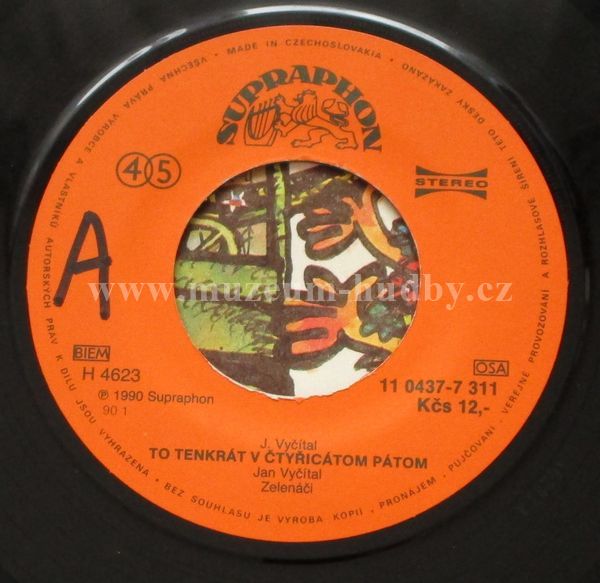 VŠECHNA PRÁVA VÝROBCE A VLASTNÍKŮ AUTORSKÝCH PRÁV K DÍLU JSOU VYHRAZENA • BEZ SOUHLASU JE VÝROBA KOPIÍ, PRONÁJEM, PŮJČOVÁNÍ, VEŘEJNÉ PROVOZOVÁNÍ A ROZHLASOVÉ ŠÍŘENÍ TÉTO DESKY ZAKÁZÁNO • MADE IN CZECHOSLOVAKIA •
SUPRAPHON
45
STEREO
A
www.muzeum-hudby.cz
BIEM
H 4623
℗ 1990 Supraphon
90 1
OSA
11 0437-7 311
Kčs 12,-
J. Vyčítal
TO TENKRÁT V ČTYŘICÁTOM PÁTOM
Jan Vyčítal
Zelenáči